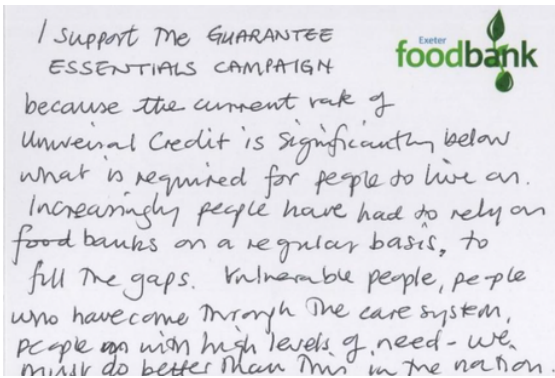 I support the GUARANTEE
ESSENTIALS CAMPAIGN
Exeter
foodbank
because the current rate of
Universal Credit is significantly below
what is required for people to live on.
Increasingly people have had to rely on
food banks on a regular basis, to
fill the gaps. Vulnerable people, people
who have come through the care system,
people with high levels of need - we
must do better than this in the nation.